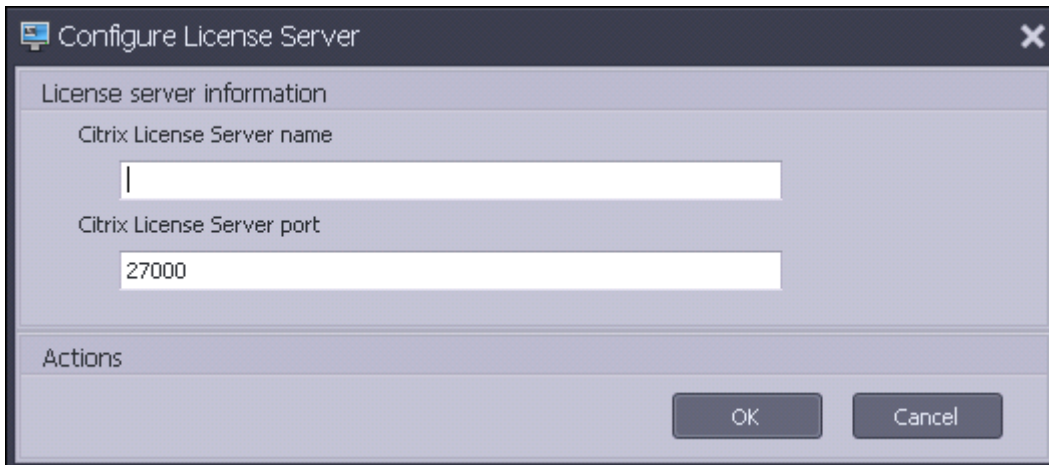 Configure License Server
License server information
Citrix License Server name
Citrix License Server port
27000
Actions
OK Cancel